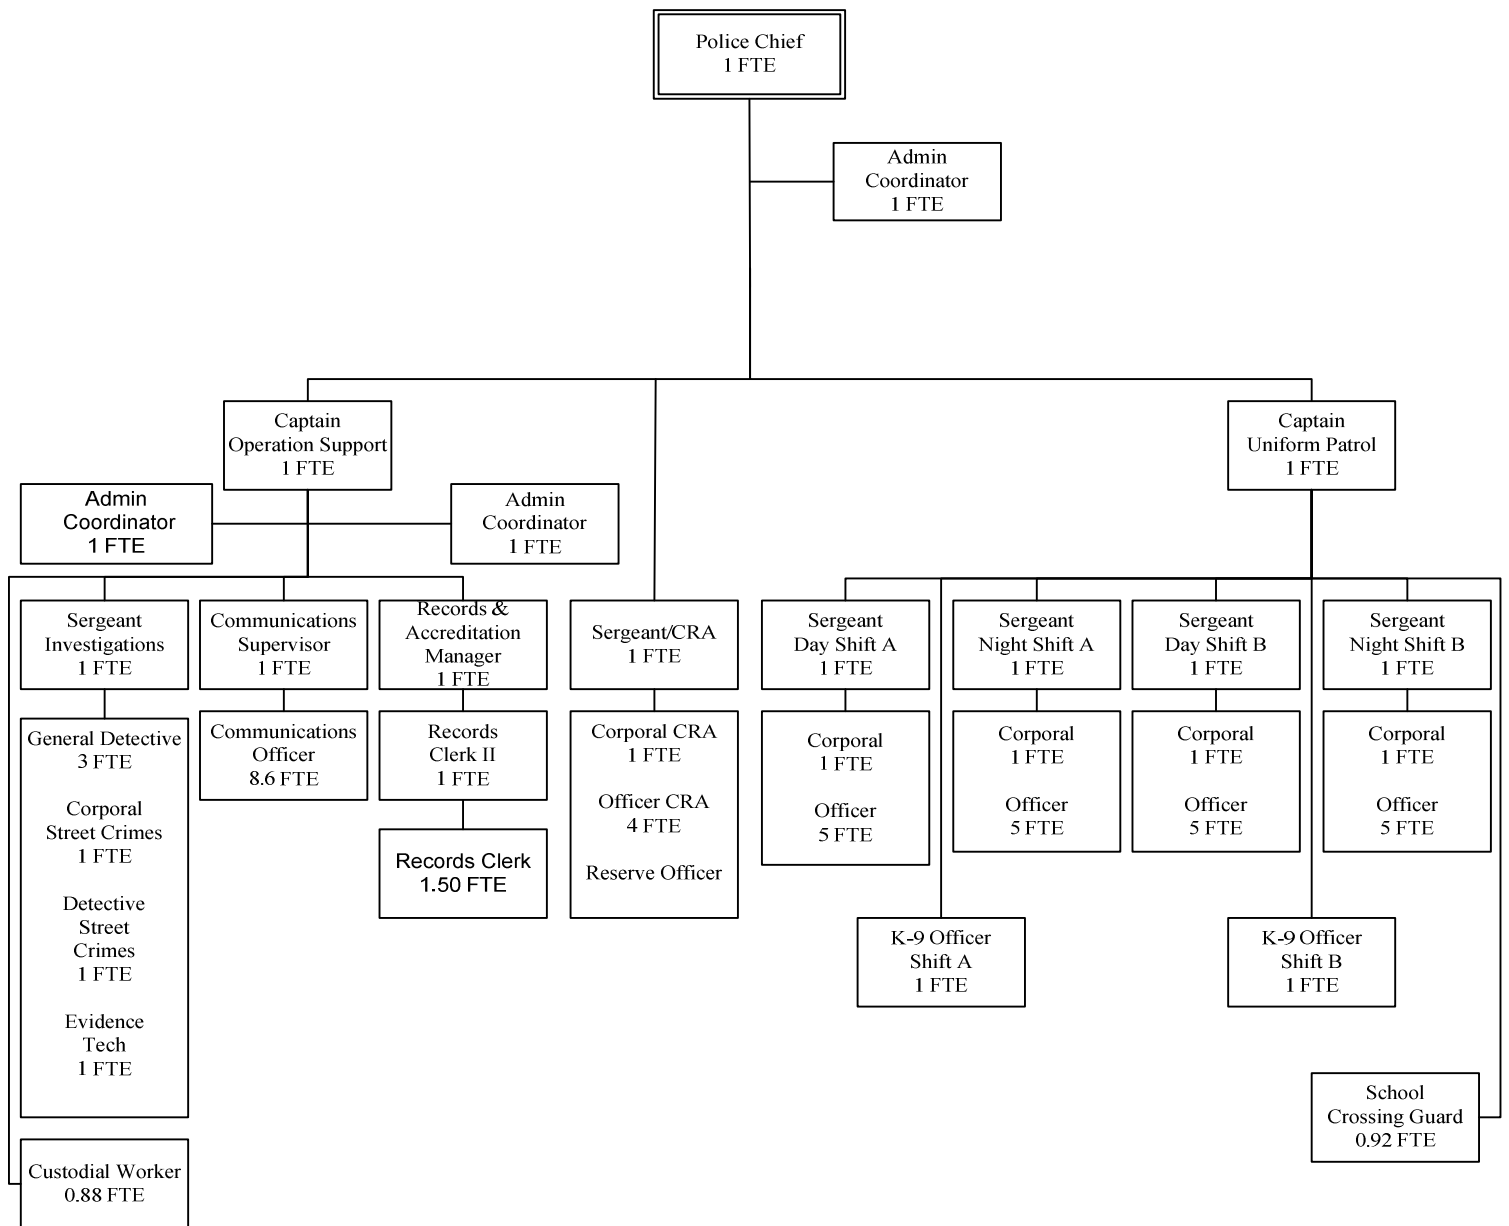 Police Chief
1 FTE
Admin
Coordinator
1 FTE
Captain
Operation Support
1 FTE
Captain
Uniform Patrol
1 FTE
Admin
Coordinator
1 FTE
Admin
Coordinator
1 FTE
Sergeant
Investigations
1 FTE
Communications
Supervisor
1 FTE
Records &
Accreditation
Manager
1 FTE
Sergeant/CRA
1 FTE
Sergeant
Day Shift A
1 FTE
Sergeant
Night Shift A
1 FTE
Sergeant
Day Shift B
1 FTE
Sergeant
Night Shift B
1 FTE
General Detective
3 FTE
Corporal
Street Crimes
1 FTE
Detective
Street
Crimes
1 FTE
Evidence
Tech
1 FTE
Communications
Officer
8.6 FTE
Records
Clerk II
1 FTE
Records Clerk
1.50 FTE
Corporal CRA
1 FTE
Officer CRA
4 FTE
Reserve Officer
Corporal
1 FTE
Officer
5 FTE
Corporal
1 FTE
Officer
5 FTE
Corporal
1 FTE
Officer
5 FTE
Corporal
1 FTE
Officer
5 FTE
K-9 Officer
Shift A
1 FTE
K-9 Officer
Shift B
1 FTE
School
Crossing Guard
0.92 FTE
Custodial Worker
0.88 FTE